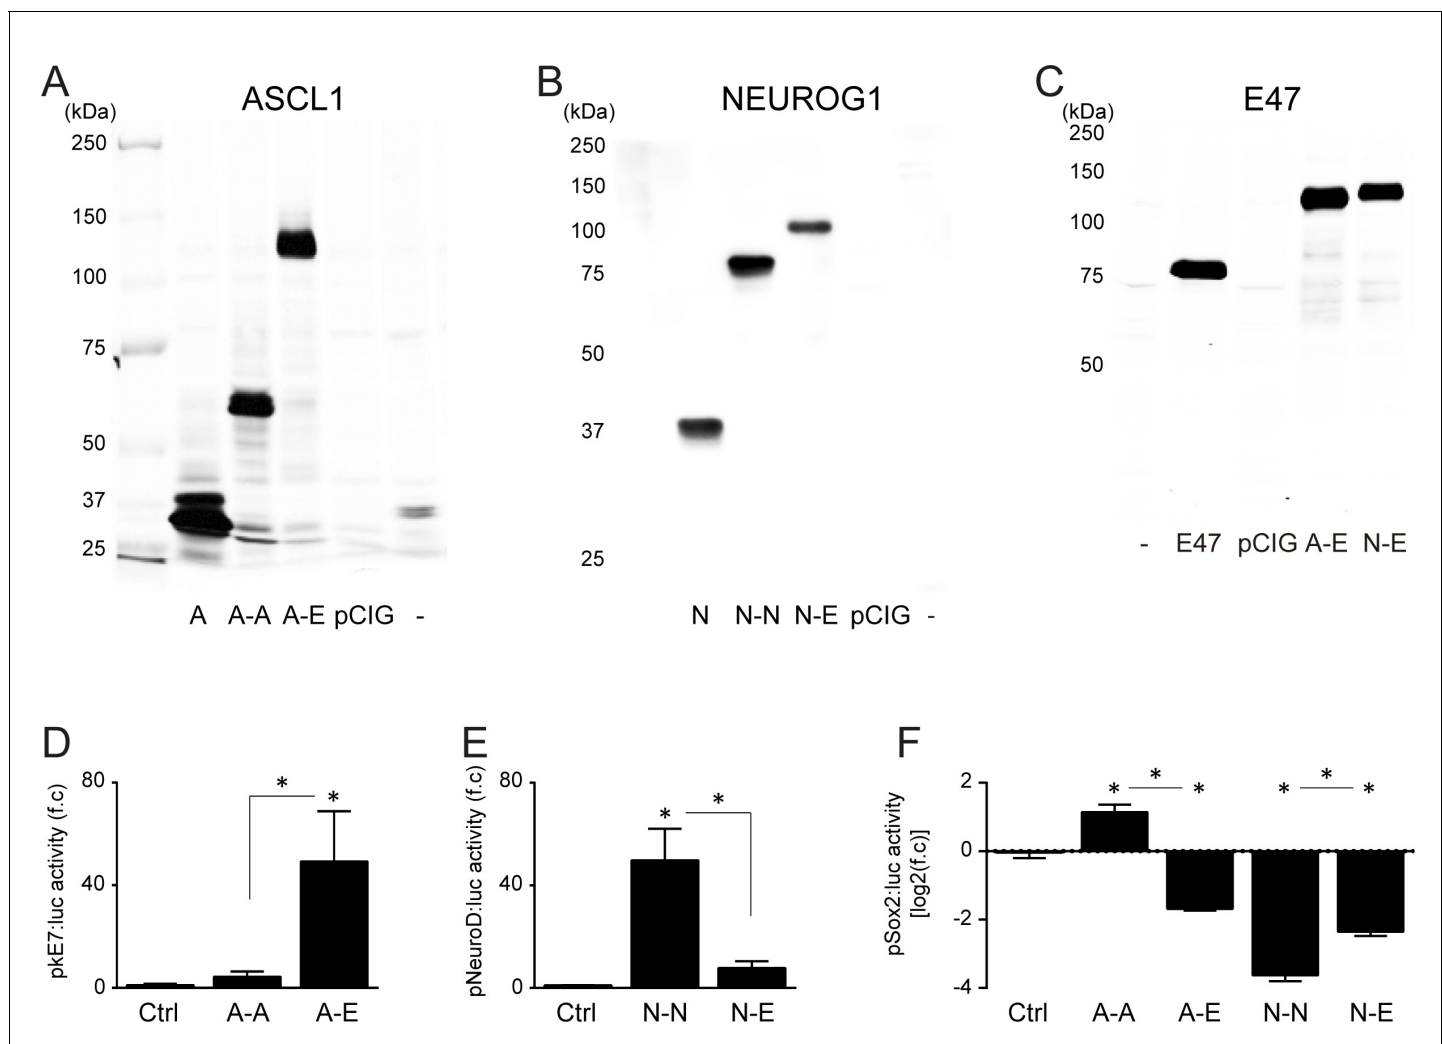 A
ASCL1
(kDa)
250
150
100
75
50
37
25
A A-A A-E pCIG -
B
NEUROG1
(kDa)
250
150
100
75
50
37
25
N N-N N-E pCIG -
C
E47
(kDa)
250
150
100
75
50
- E47 pCIG A-E N-E
D
pkE7:luc activity (f.c)
80
40
0
* *
Ctrl A-A A-E
E
pNeuroD:luc activity (f.c)
80
40
0
* *
Ctrl N-N N-E
F
pSox2:luc activity
[log2(f.c)]
2
0
-2
-4
* * * * * *
Ctrl A-A A-E N-N N-E